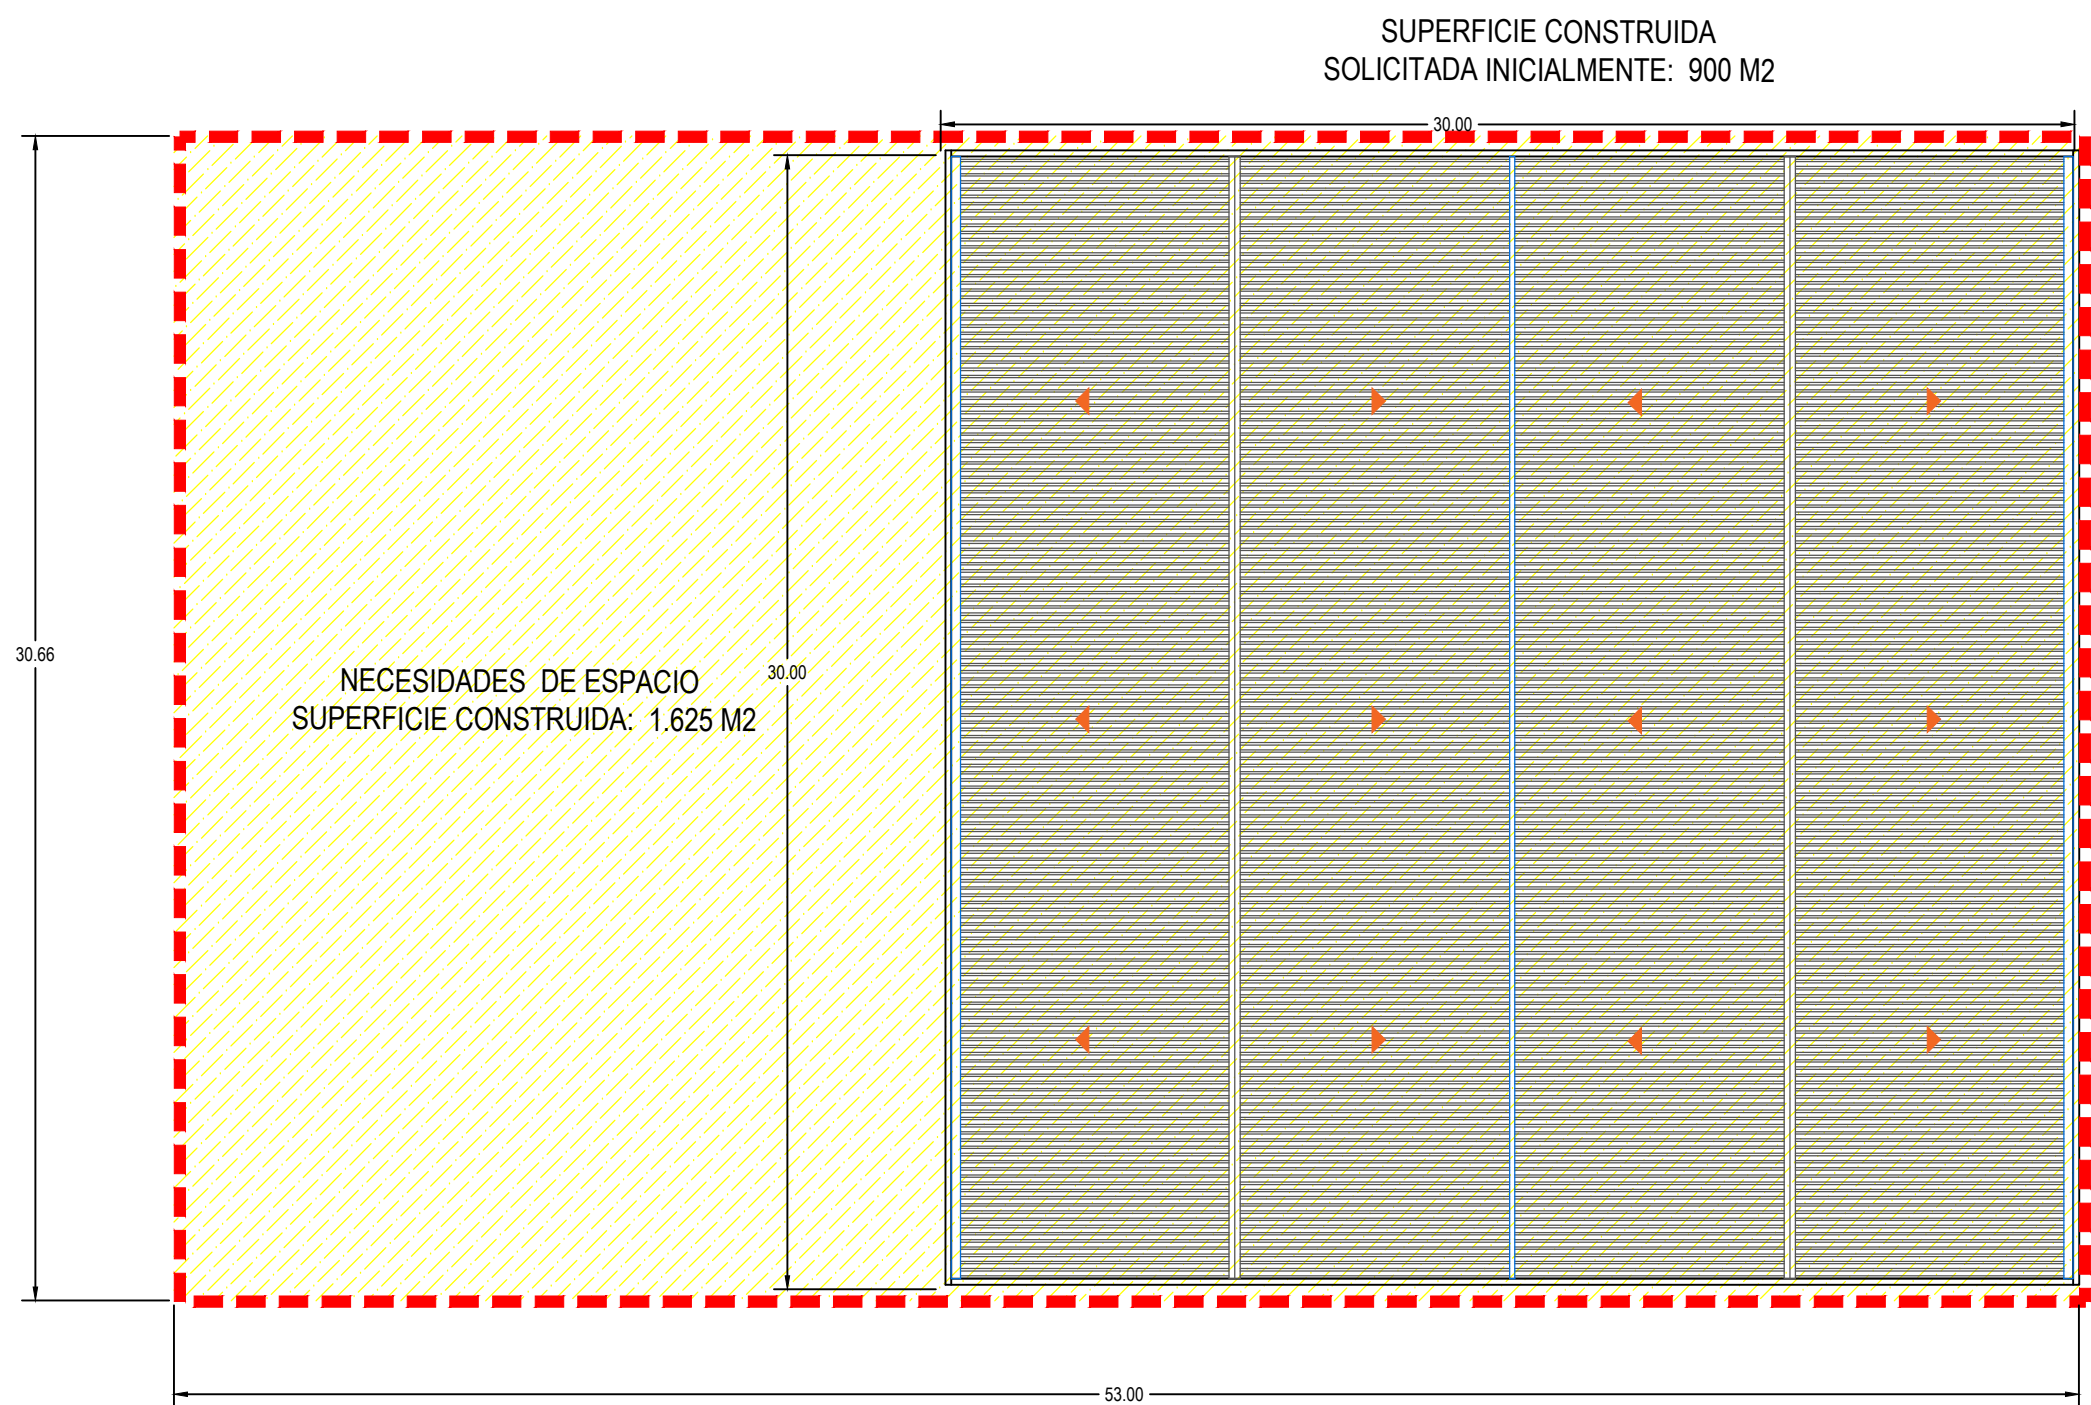 SUPERFICIE CONSTRUIDA
SOLICITADA INICIALMENTE: 900 M2
30.00
30.66
30.00
NECESIDADES DE ESPACIO
SUPERFICIE CONSTRUIDA: 1.625 M2
53.00